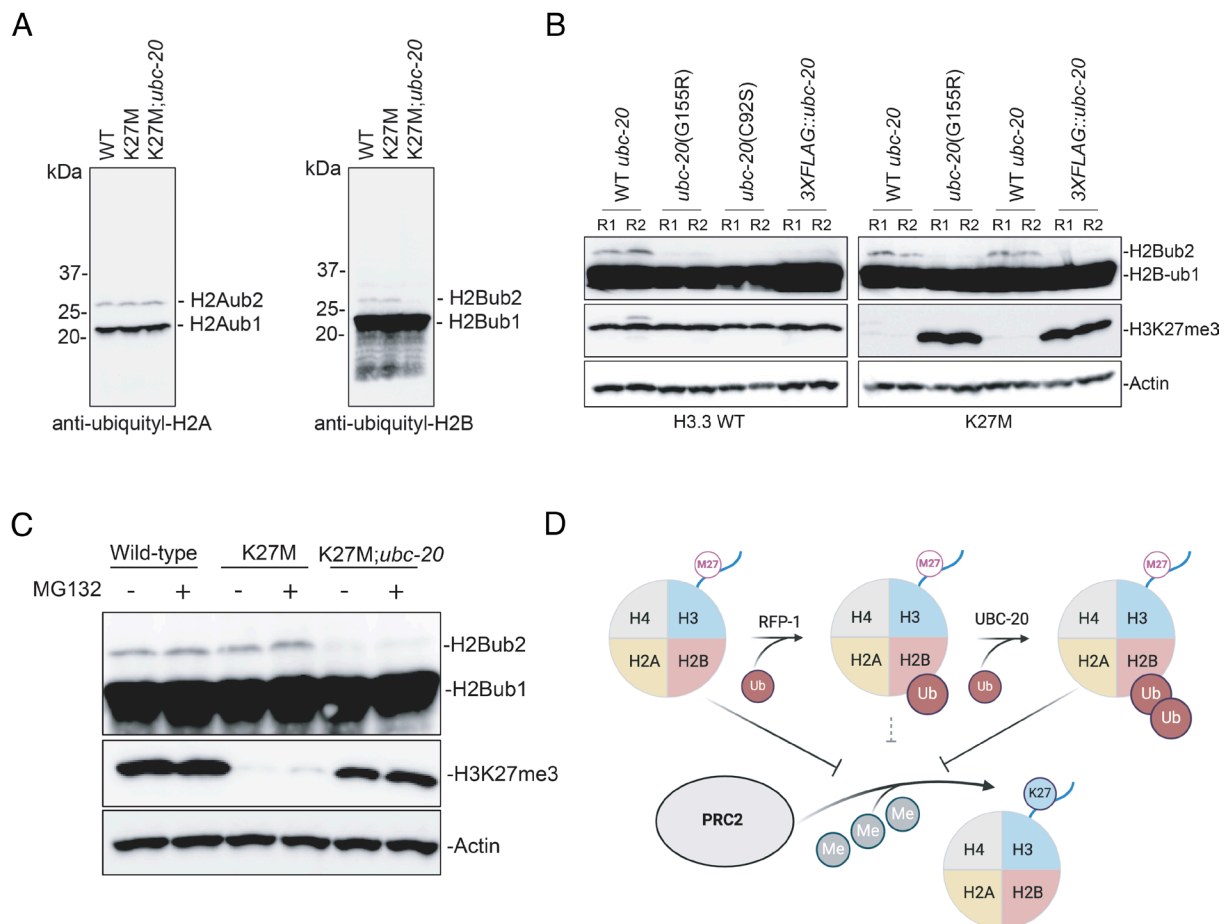 A
WT
K27M
K27M;ubc-20
kDa
37-
25-
20-
- H2Aub2
- H2Aub1
anti-ubiquityl-H2A
WT
K27M
K27M;ubc-20
kDa
37-
25-
20-
- H2Bub2
- H2Bub1
anti-ubiquityl-H2B
B
WT ubc-20
ubc-20(G155R)
ubc-20(C92S)
3XFLAG::ubc-20
WT ubc-20
ubc-20(G155R)
WT ubc-20
3XFLAG::ubc-20
R1 R2 R1 R2 R1 R2 R1 R2 R1 R2 R1 R2 R1 R2 R1 R2
-H2Bub2
-H2B-ub1
-H3K27me3
-Actin
H3.3 WT
K27M
C
Wild-type K27M K27M;ubc-20
MG132 - + - + - +
-H2Bub2
-H2Bub1
-H3K27me3
-Actin
D
M27 M27 M27
H4 H3 RFP-1 H4 H3 UBC-20 H4 H3
H2A H2B H2A H2B H2A H2B
Ub Ub Ub Ub
Ub
K27
PRC2
Me Me Me
H4 H3
H2A H2B